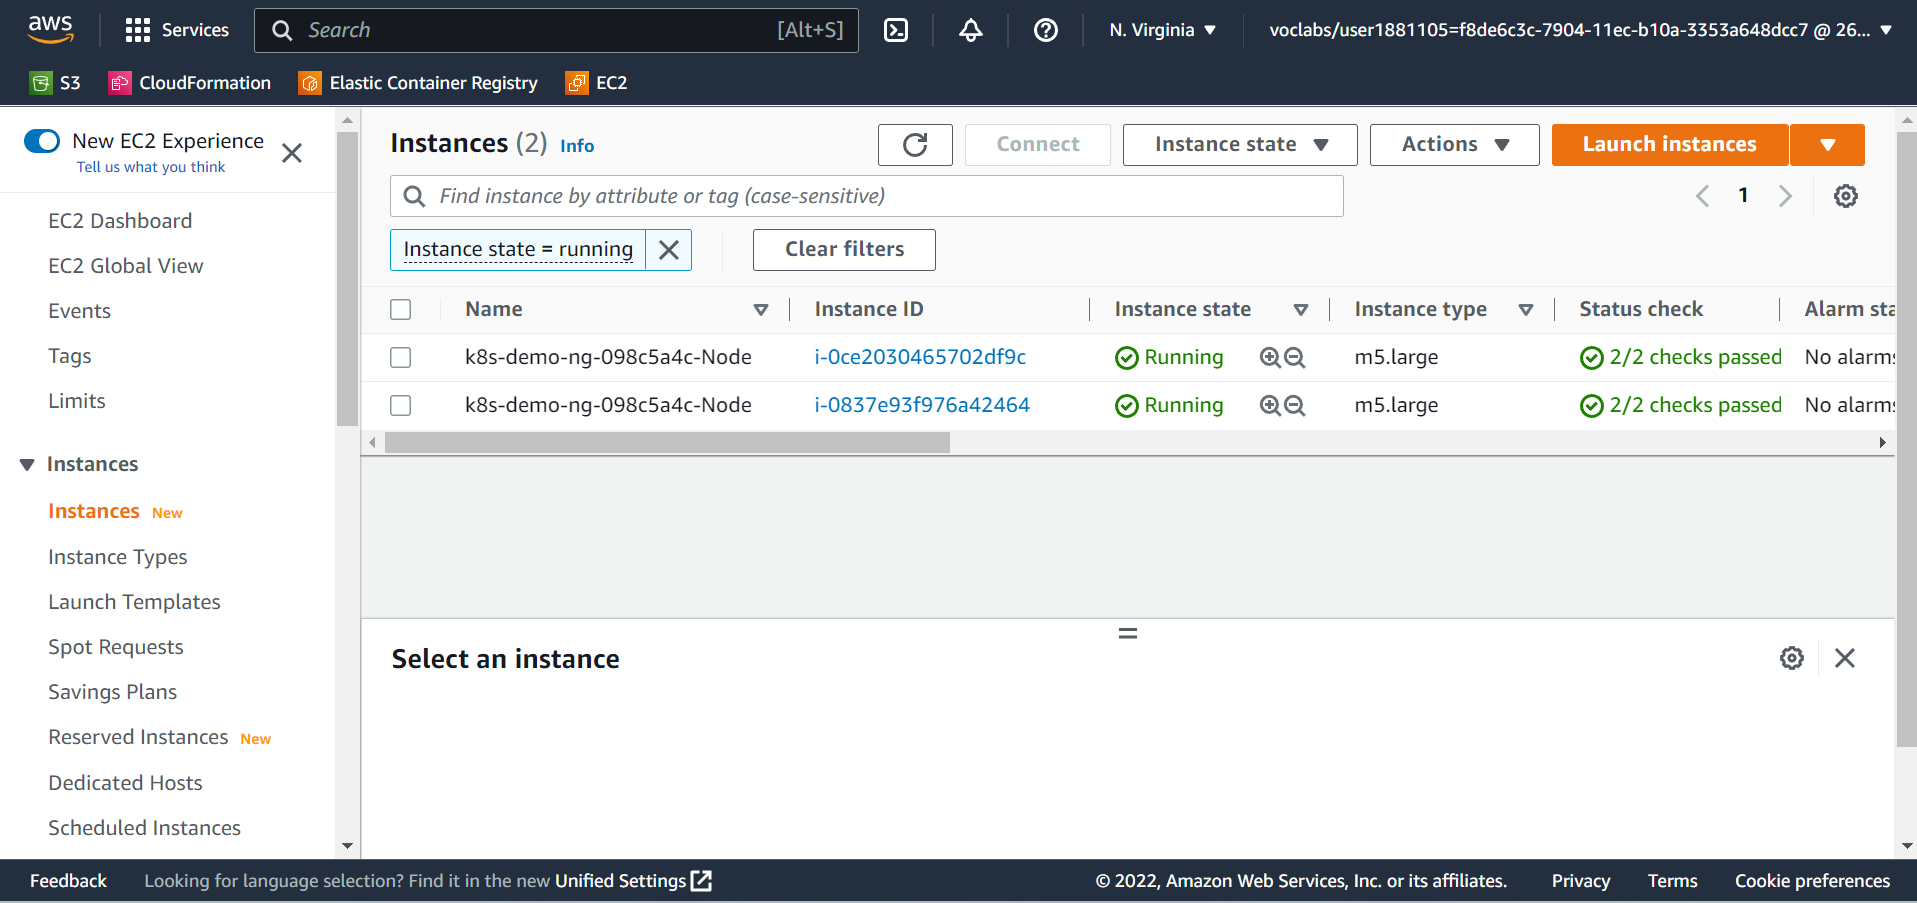 aws Services Search [Alt+S] N. Virginia voclabs/user1881105=f8de6c3c-7904-11ec-b10a-3353a648dcc7 @ 26...
S3 CloudFormation Elastic Container Registry EC2
New EC2 Experience
Tell us what you think
EC2 Dashboard
EC2 Global View
Events
Tags
Limits
Instances
Instances New
Instance Types
Launch Templates
Spot Requests
Savings Plans
Reserved Instances New
Dedicated Hosts
Scheduled Instances
Instances (2) Info Connect Instance state Actions Launch instances
Find instance by attribute or tag (case-sensitive) 1
Instance state = running Clear filters
Name Instance ID Instance state Instance type Status check Alarm sta
k8s-demo-ng-098c5a4c-Node i-0ce2030465702df9c Running m5.large 2/2 checks passed No alarms
k8s-demo-ng-098c5a4c-Node i-0837e93f976a42464 Running m5.large 2/2 checks passed No alarms
Select an instance
Feedback Looking for language selection? Find it in the new Unified Settings © 2022, Amazon Web Services, Inc. or its affiliates. Privacy Terms Cookie preferences